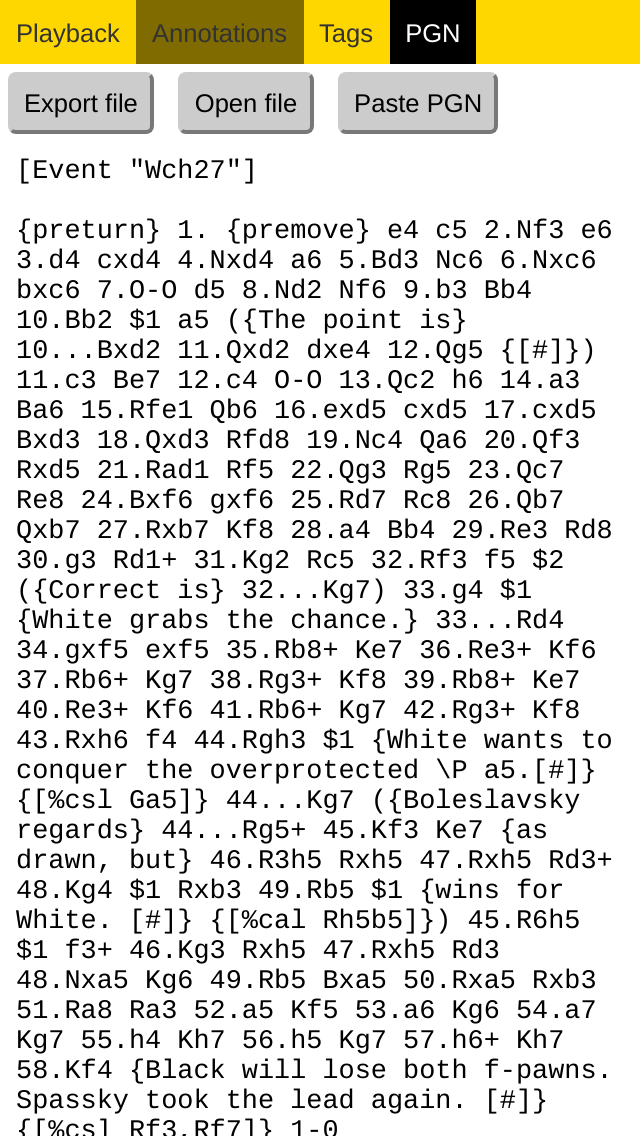 Playback Annotations Tags PGN
Export file Open file Paste PGN
[Event "Wch27"]
{preturn} 1. {premove} e4 c5 2.Nf3 e6
3.d4 cxd4 4.Nxd4 a6 5.Bd3 Nc6 6.Nxc6
bxc6 7.O-O d5 8.Nd2 Nf6 9.b3 Bb4
10.Bb2 $1 a5 ({The point is}
10...Bxd2 11.Qxd2 dxe4 12.Qg5 {[#]})
11.c3 Be7 12.c4 O-O 13.Qc2 h6 14.a3
Ba6 15.Rfe1 Qb6 16.exd5 cxd5 17.cxd5
Bxd3 18.Qxd3 Rfd8 19.Nc4 Qa6 20.Qf3
Rxd5 21.Rad1 Rf5 22.Qg3 Rg5 23.Qc7
Re8 24.Bxf6 gxf6 25.Rd7 Rc8 26.Qb7
Qxb7 27.Rxb7 Kf8 28.a4 Bb4 29.Re3 Rd8
30.g3 Rd1+ 31.Kg2 Rc5 32.Rf3 f5 $2
({Correct is} 32...Kg7) 33.g4 $1
{White grabs the chance.} 33...Rd4
34.gxf5 exf5 35.Rb8+ Ke7 36.Re3+ Kf6
37.Rb6+ Kg7 38.Rg3+ Kf8 39.Rb8+ Ke7
40.Re3+ Kf6 41.Rb6+ Kg7 42.Rg3+ Kf8
43.Rxh6 f4 44.Rgh3 $1 {White wants to
conquer the overprotected \P a5.[#]}
{[%csl Ga5]} 44...Kg7 ({Boleslavsky
regards} 44...Rg5+ 45.Kf3 Ke7 {as
drawn, but} 46.R3h5 Rxh5 47.Rxh5 Rd3+
48.Kg4 $1 Rxb3 49.Rb5 $1 {wins for
White. [#]} {[%cal Rh5b5]}) 45.R6h5
$1 f3+ 46.Kg3 Rxh5 47.Rxh5 Rd3
48.Nxa5 Kg6 49.Rb5 Bxa5 50.Rxa5 Rxb3
51.Ra8 Ra3 52.a5 Kf5 53.a6 Kg6 54.a7
Kg7 55.h4 Kh7 56.h5 Kg7 57.h6+ Kh7
58.Kf4 {Black will lose both f-pawns.
Spassky took the lead again. [#]}
{[%csl Rf3,Rf7]} 1-0